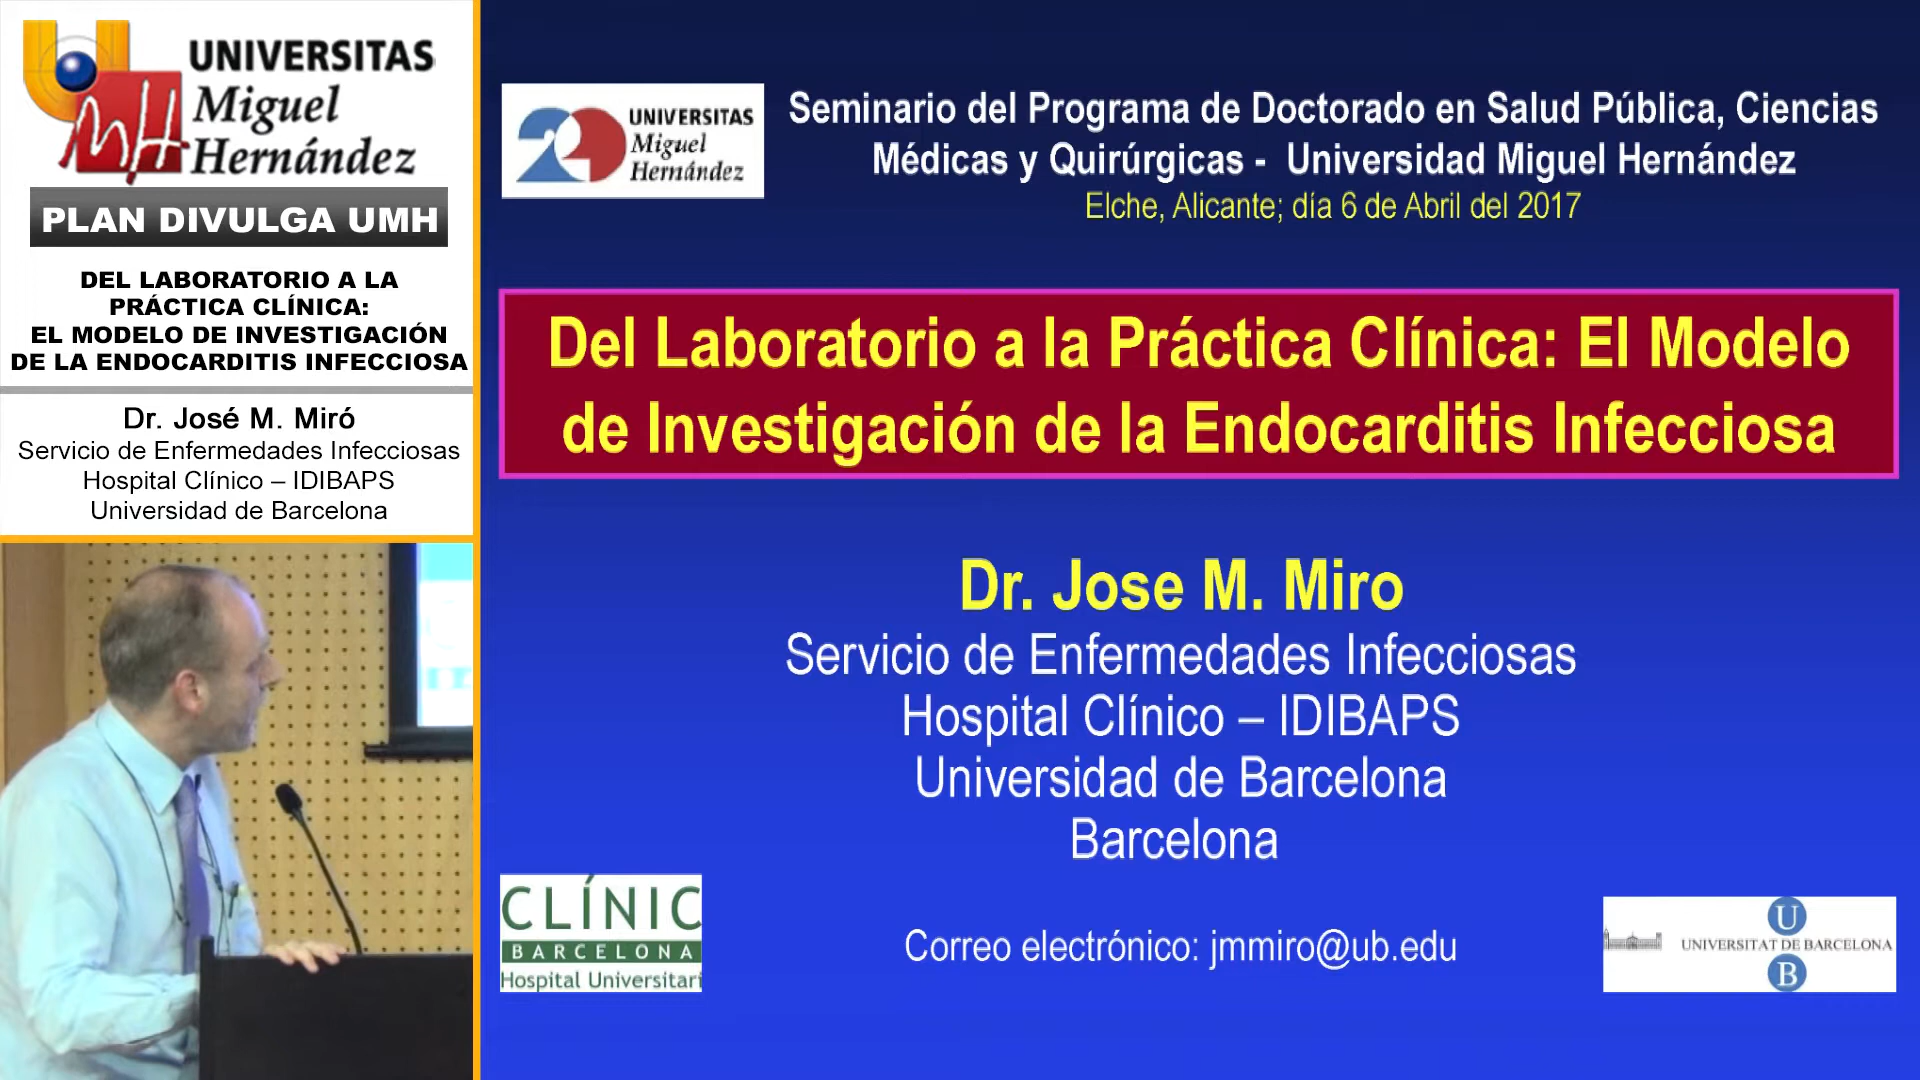 UNIVERSITAS
Miguel
Hernández
PLAN DIVULGA UMH
DEL LABORATORIO A LA
PRÁCTICA CLÍNICA:
EL MODELO DE INVESTIGACIÓN
DE LA ENDOCARDITIS INFECCIOSA
Dr. José M. Miró
Servicio de Enfermedades Infecciosas
Hospital Clínico – IDIBAPS
Universidad de Barcelona
20 UNIVERSITAS
Miguel
Hernández
Seminario del Programa de Doctorado en Salud Pública, Ciencias
Médicas y Quirúrgicas - Universidad Miguel Hernández
Elche, Alicante; día 6 de Abril del 2017
Del Laboratorio a la Práctica Clínica: El Modelo
de Investigación de la Endocarditis Infecciosa
Dr. Jose M. Miro
Servicio de Enfermedades Infecciosas
Hospital Clínico – IDIBAPS
Universidad de Barcelona
Barcelona
Correo electrónico: jmmiro@ub.edu
CLÍNIC
BARCELONA
Hospital Universitari
U
UNIVERSITAT DE BARCELONA
B